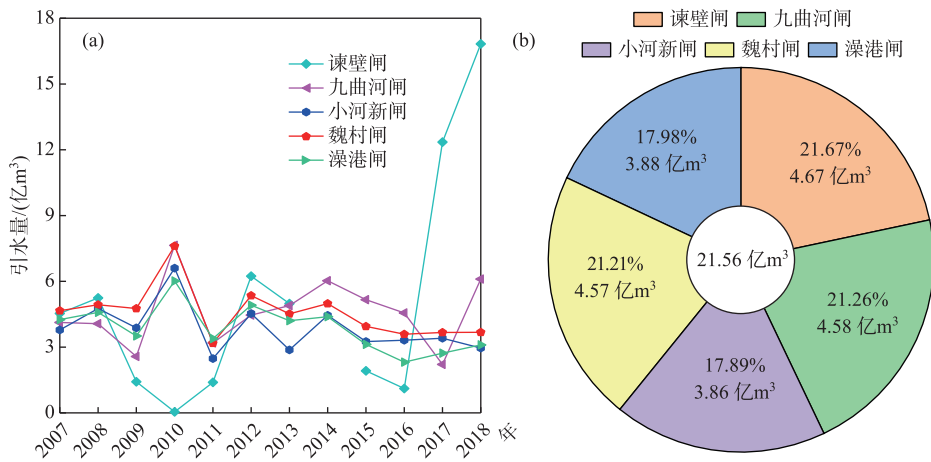 (a)
引水量/(亿m³)
18
15
12
9
6
3
0
2007 2008 2009 2010 2011 2012 2013 2014 2015 2016 2017 2018 年
谏壁闸
九曲河闸
小河新闸
魏村闸
澡港闸
(b)
谏壁闸 九曲河闸
小河新闸 魏村闸 澡港闸
17.98%
3.88 亿m³
21.67%
4.67 亿m³
21.21%
4.57 亿m³
21.56 亿m³
21.26%
4.58 亿m³
17.89%
3.86 亿m³